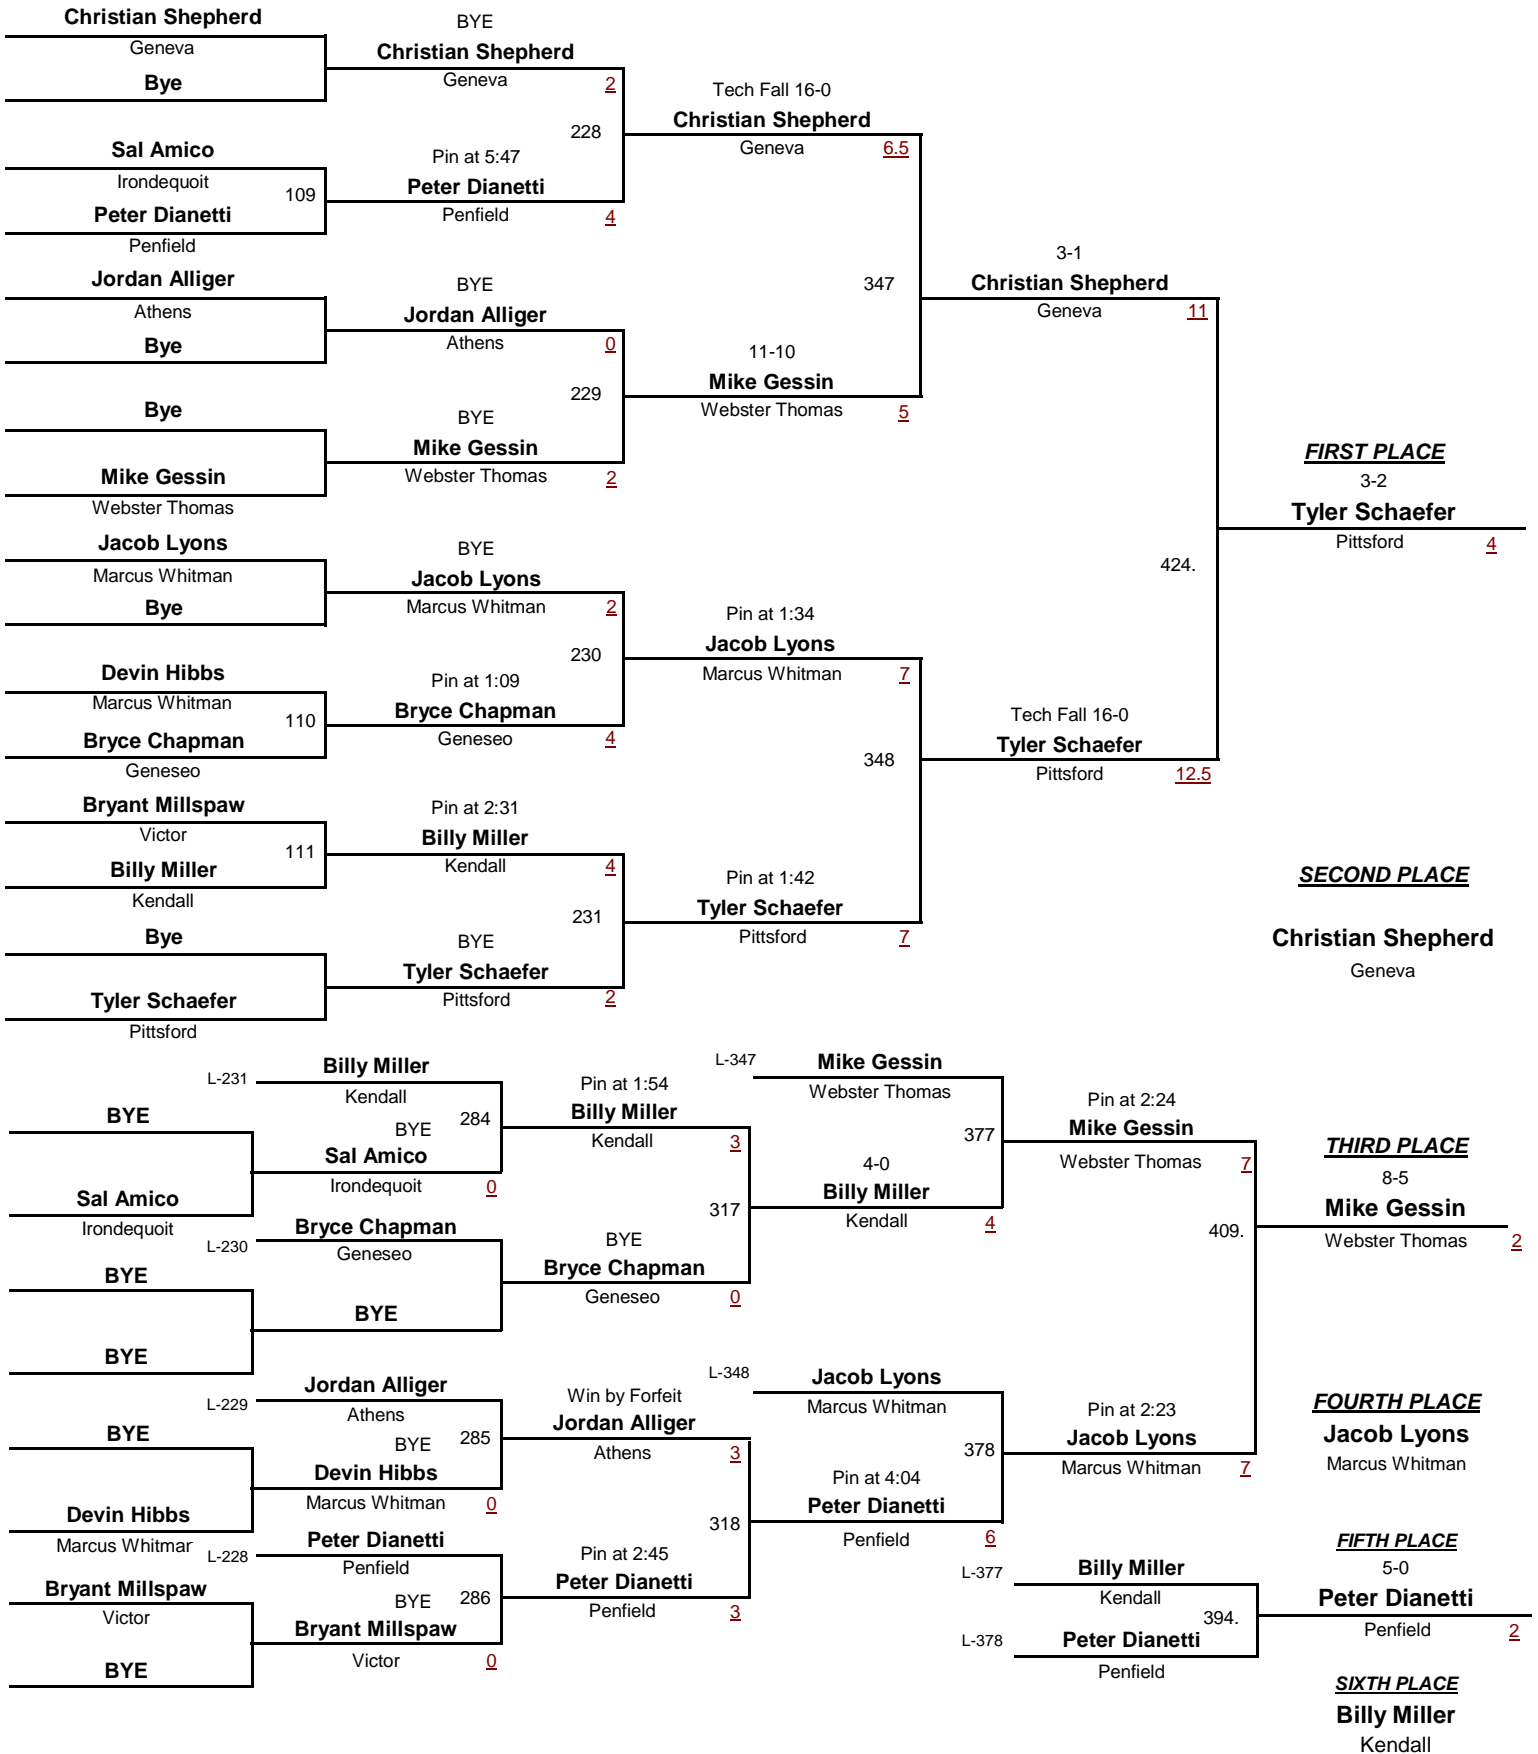 Christian Shepherd
Geneva
Bye
BYE
Christian Shepherd
Geneva
2
Sal Amico
Irondequoit
109
Peter Dianetti
Penfield
Pin at 5:47
Peter Dianetti
Penfield
4
228
Tech Fall 16-0
Christian Shepherd
Geneva
6.5
Jordan Alliger
Athens
Bye
BYE
Jordan Alliger
Athens
0
Bye
Mike Gessin
Webster Thomas
BYE
Mike Gessin
Webster Thomas
2
229
11-10
Mike Gessin
Webster Thomas
5
347
3-1
Christian Shepherd
Geneva
11
Jacob Lyons
Marcus Whitman
Bye
BYE
Jacob Lyons
Marcus Whitman
2
Devin Hibbs
Marcus Whitman
110
Bryce Chapman
Geneseo
Pin at 1:09
Bryce Chapman
Geneseo
4
230
Pin at 1:34
Jacob Lyons
Marcus Whitman
7
Bryant Millspaw
Victor
111
Billy Miller
Kendall
Pin at 2:31
Billy Miller
Kendall
4
Bye
Tyler Schaefer
Pittsford
BYE
Tyler Schaefer
Pittsford
2
231
Pin at 1:42
Tyler Schaefer
Pittsford
7
348
Tech Fall 16-0
Tyler Schaefer
Pittsford
12.5
424.
FIRST PLACE
3-2
Tyler Schaefer
Pittsford
4
SECOND PLACE
Christian Shepherd
Geneva
L-231
Billy Miller
Kendall
BYE
284
BYE
Sal Amico
Irondequoit
Sal Amico
Irondequoit
0
Pin at 1:54
Billy Miller
Kendall
3
L-230
Bryce Chapman
Geneseo
BYE
BYE
BYE
BYE
Bryce Chapman
Geneseo
0
317
L-347
Mike Gessin
Webster Thomas
4-0
Billy Miller
Kendall
4
377
Pin at 2:24
Mike Gessin
Webster Thomas
7
L-229
Jordan Alliger
Athens
BYE
285
BYE
Devin Hibbs
Marcus Whitman
Devin Hibbs
Marcus Whitman
0
Win by Forfeit
Jordan Alliger
Athens
3
L-228
Peter Dianetti
Penfield
Bryant Millspaw
Victor
BYE
286
BYE
Bryant Millspaw
Victor
0
Pin at 2:45
Peter Dianetti
Penfield
3
318
L-348
Jacob Lyons
Marcus Whitman
Pin at 4:04
Peter Dianetti
Penfield
6
378
Pin at 2:23
Jacob Lyons
Marcus Whitman
7
409.
THIRD PLACE
8-5
Mike Gessin
Webster Thomas
2
FOURTH PLACE
Jacob Lyons
Marcus Whitman
L-377
Billy Miller
Kendall
394.
L-378
Peter Dianetti
Penfield
FIFTH PLACE
5-0
Peter Dianetti
Penfield
2
SIXTH PLACE
Billy Miller
Kendall